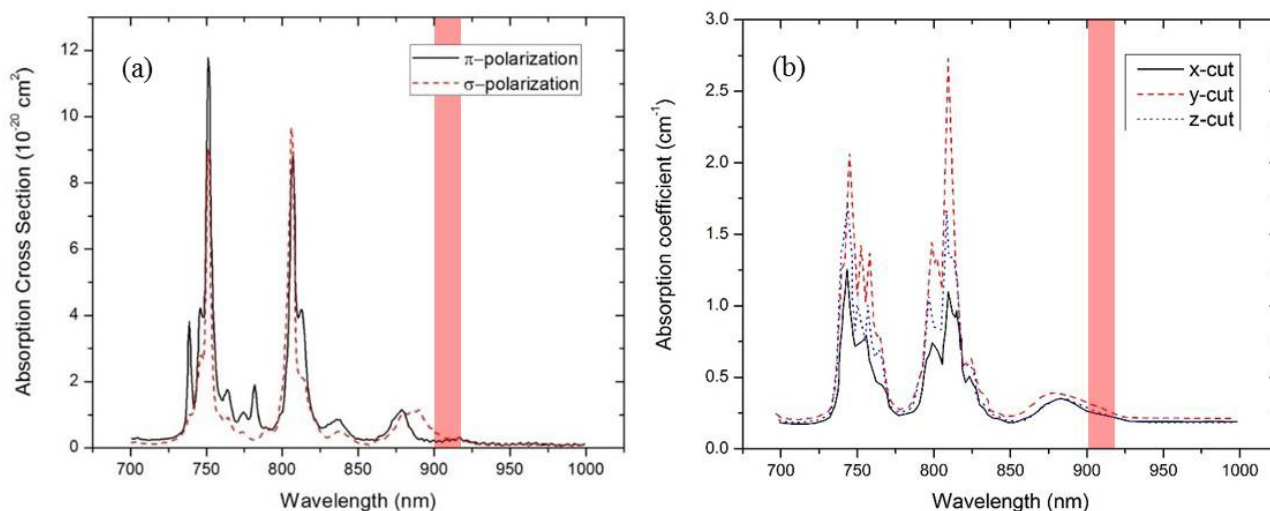 (a)
π-polarization
σ-polarization
Absorption Cross Section (10⁻²⁰ cm²)
12
10
8
6
4
2
0
700 750 800 850 900 950 1000
Wavelength (nm)
(b)
x-cut
y-cut
z-cut
Absorption coefficient (cm⁻¹)
3.0
2.5
2.0
1.5
1.0
0.5
0.0
700 750 800 850 900 950 1000
Wavelength (nm)